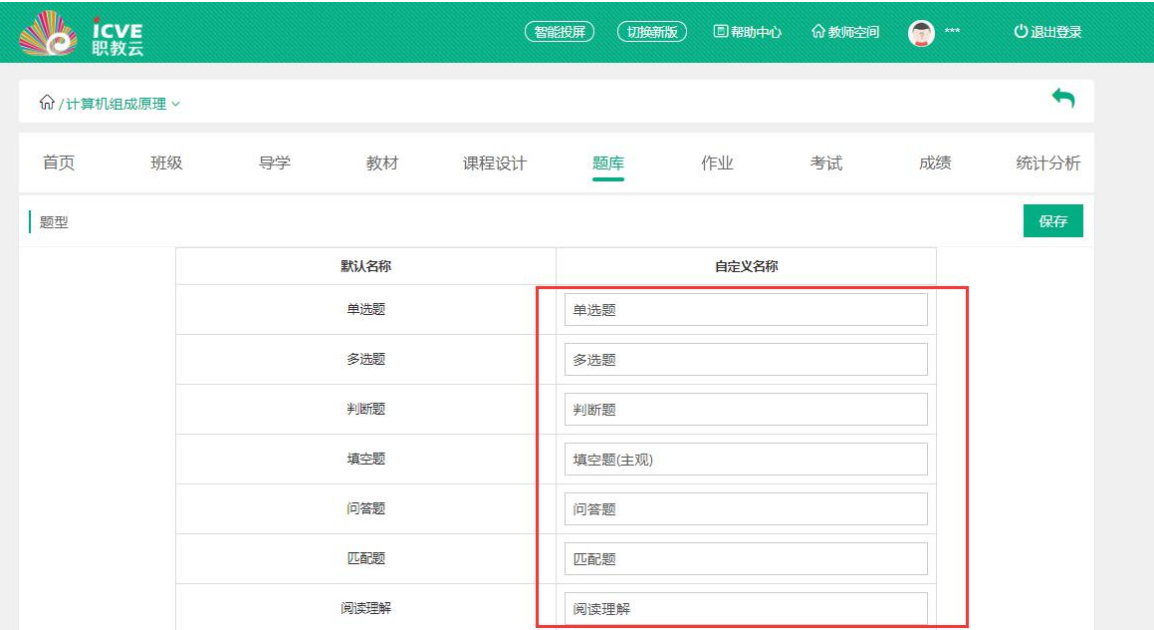 iCVE
职教云
智能投屏 切换新版 帮助中心 教师空间 *** 退出登录
/计算机组成原理
首页 班级 导学 教材 课程设计 题库 作业 考试 成绩 统计分析
题型 保存
默认名称 自定义名称
单选题 单选题
多选题 多选题
判断题 判断题
填空题 填空题(主观)
问答题 问答题
匹配题 匹配题
阅读理解 阅读理解